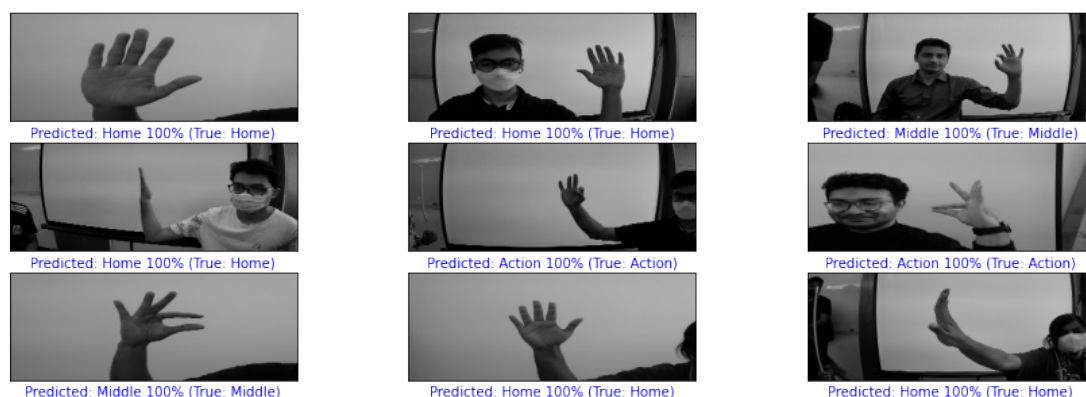 Predicted: Home 100% (True: Home)
Predicted: Home 100% (True: Home)
Predicted: Middle 100% (True: Middle)
Predicted: Home 100% (True: Home)
Predicted: Action 100% (True: Action)
Predicted: Action 100% (True: Action)
Predicted: Middle 100% (True: Middle)
Predicted: Home 100% (True: Home)
Predicted: Home 100% (True: Home)